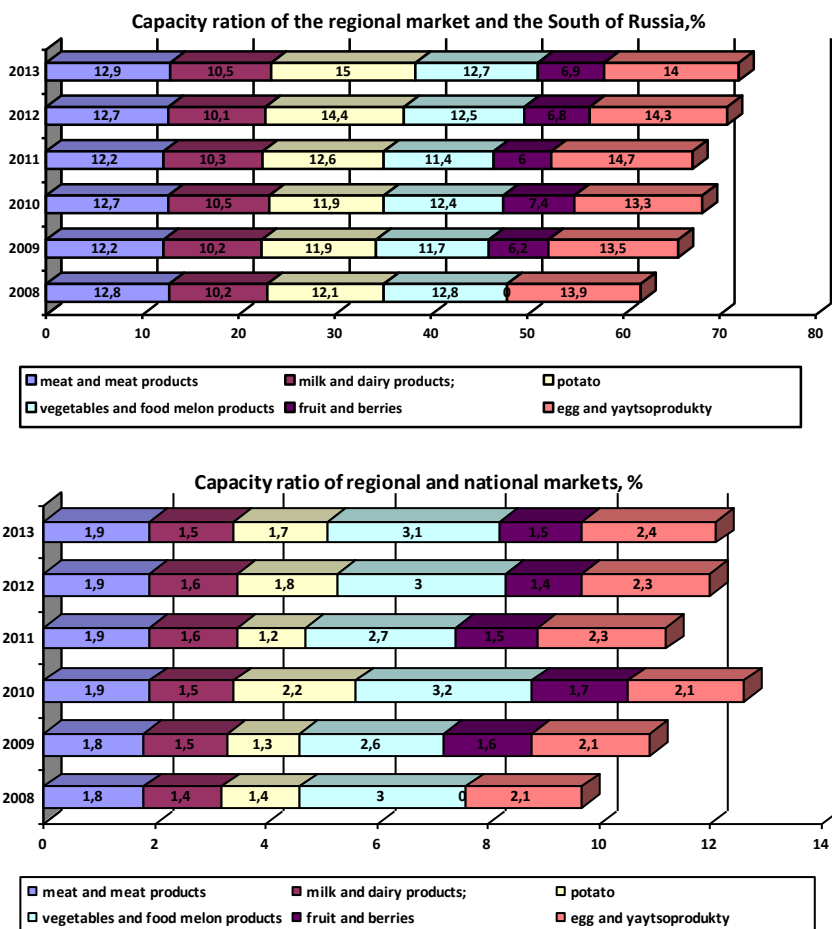 Capacity ration of the regional market and the South of Russia,%
2013 12,9 10,5 15 12,7 6,9 14
2012 12,7 10,1 14,4 12,5 6,8 14,3
2011 12,2 10,3 12,6 11,4 6 14,7
2010 12,7 10,5 11,9 12,4 7,4 13,3
2009 12,2 10,2 11,9 11,7 6,2 13,5
2008 12,8 10,2 12,1 12,8 0 13,9
0 10 20 30 40 50 60 70 80
meat and meat products milk and dairy products; potato
vegetables and food melon products fruit and berries egg and yaytsoprodukty
Capacity ratio of regional and national markets, %
2013 1,9 1,5 1,7 3,1 1,5 2,4
2012 1,9 1,6 1,8 3 1,4 2,3
2011 1,9 1,6 1,2 2,7 1,5 2,3
2010 1,9 1,5 2,2 3,2 1,7 2,1
2009 1,8 1,5 1,3 2,6 1,6 2,1
2008 1,8 1,4 1,4 3 0 2,1
0 2 4 6 8 10 12 14
meat and meat products milk and dairy products; potato
vegetables and food melon products fruit and berries egg and yaytsoprodukty